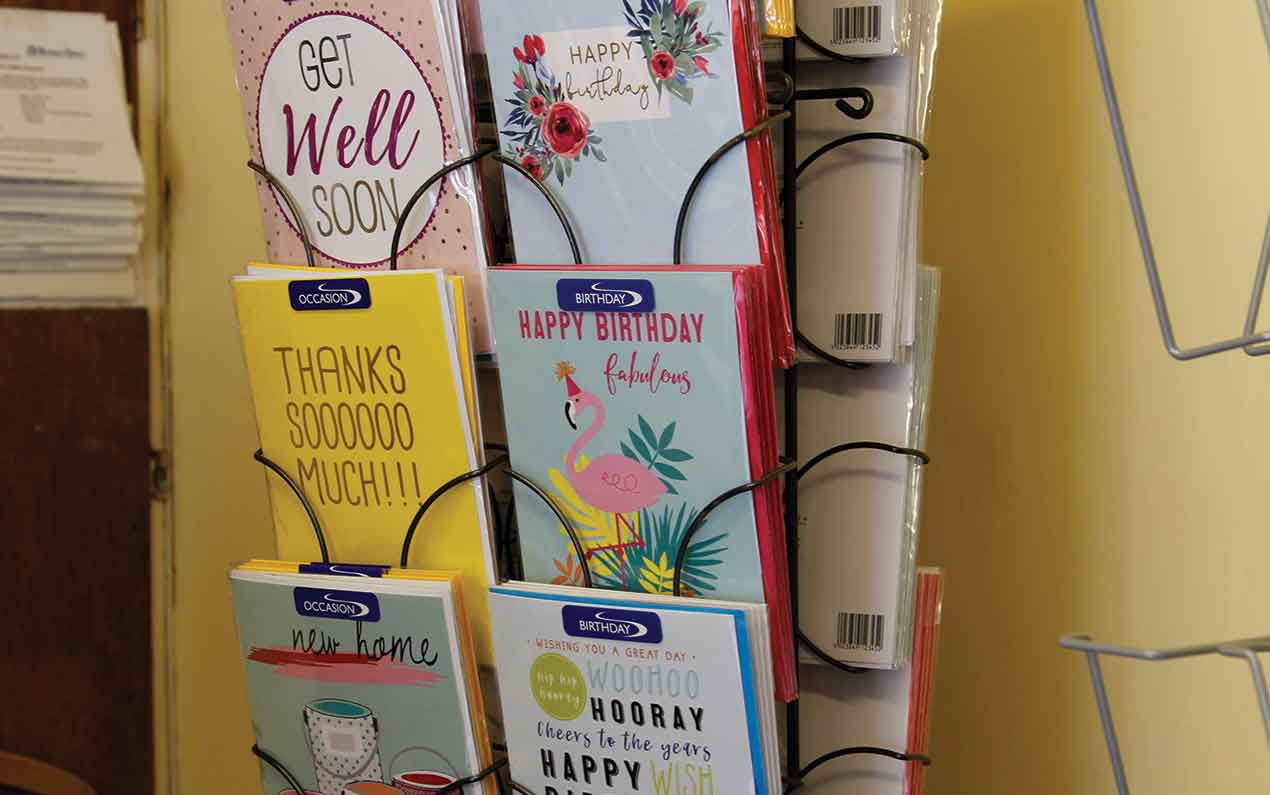 GET
Well
SOON
HAPPY
birthday
OCCASION
THANKS
SOOOOOO
MUCH!!!
BIRTHDAY
HAPPY BIRTHDAY
fabulous
OCCASION
new home
BIRTHDAY
• WISHING YOU A GREAT DAY •
hip hip
hooray
WOOHOO
HOORAY
Cheers to the years
HAPPY WISH